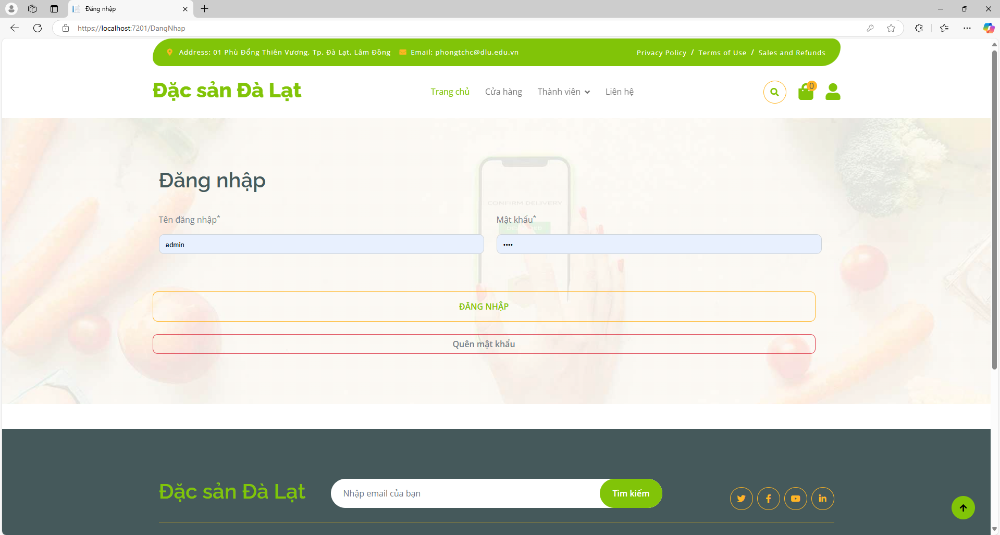 Đăng nhập
https://localhost:7201/DangNhap
Address: 01 Phù Đổng Thiên Vương, Tp. Đà Lạt, Lâm Đồng Email: phongtchc@dlu.edu.vn Privacy Policy / Terms of Use / Sales and Refunds
Đặc sản Đà Lạt Trang chủ Cửa hàng Thành viên Liên hệ 0
CONFIRM DELIVERY
Đăng nhập
Tên đăng nhập* Mật khẩu*
admin ••••
ĐĂNG NHẬP
Quên mật khẩu
Đặc sản Đà Lạt Nhập email của bạn Tìm kiếm